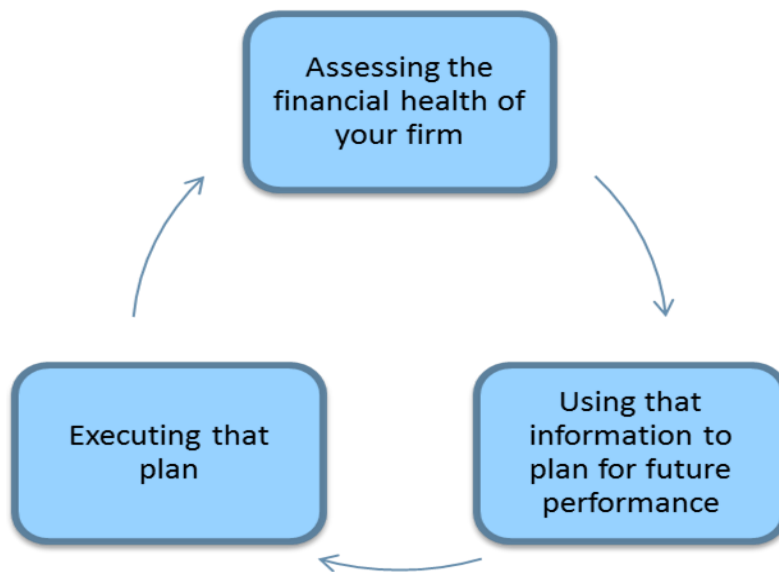 Assessing the
financial health of
your firm
Using that
information to
plan for future
performance
Executing that
plan